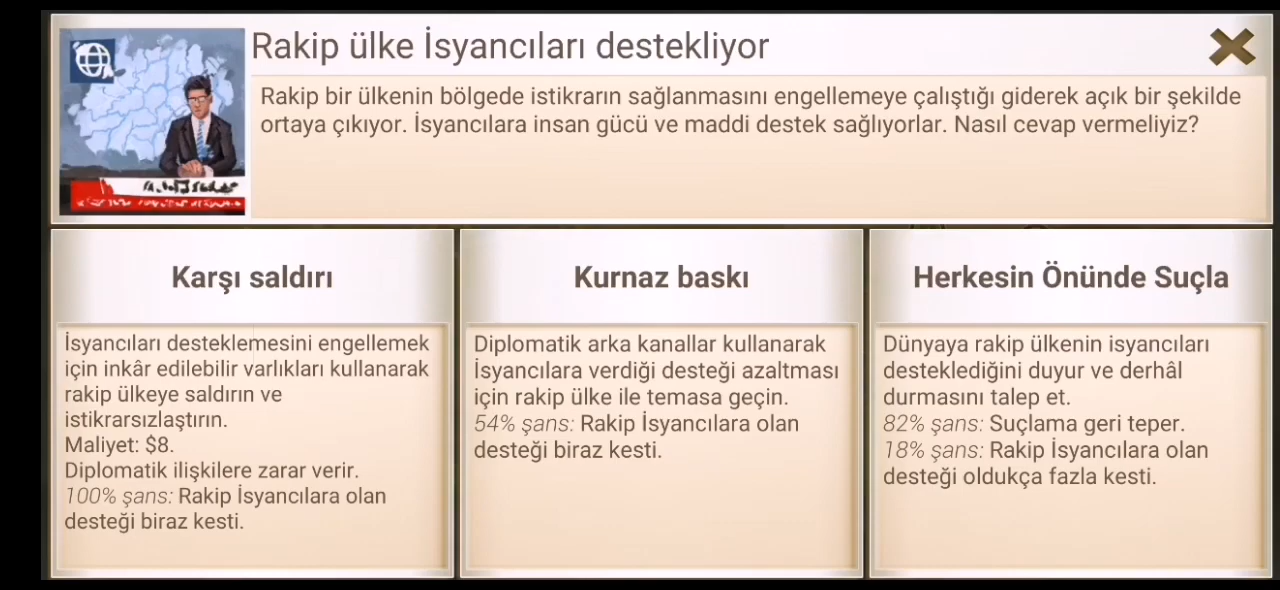 Rakip ülke İsyancıları destekliyor
Rakip bir ülkenin bölgede istikrarın sağlanmasını engellemeye çalıştığı giderek açık bir şekilde
ortaya çıkıyor. İsyancılara insan gücü ve maddi destek sağlıyorlar. Nasıl cevap vermeliyiz?
Karşı saldırı
İsyancıları desteklemesini engellemek
için inkâr edilebilir varlıkları kullanarak
rakip ülkeye saldırın ve
istikrarsızlaştırın.
Maliyet: $8.
Diplomatik ilişkilere zarar verir.
100% şans: Rakip İsyancılara olan
desteği biraz kesti.
Kurnaz baskı
Diplomatik arka kanallar kullanarak
İsyancılara verdiği desteği azaltması
için rakip ülke ile temasa geçin.
54% şans: Rakip İsyancılara olan
desteği biraz kesti.
Herkesin Önünde Suçla
Dünyaya rakip ülkenin isyancıları
desteklediğini duyur ve derhâl
durmasını talep et.
82% şans: Suçlama geri teper.
18% şans: Rakip İsyancılara olan
desteği oldukça fazla kesti.